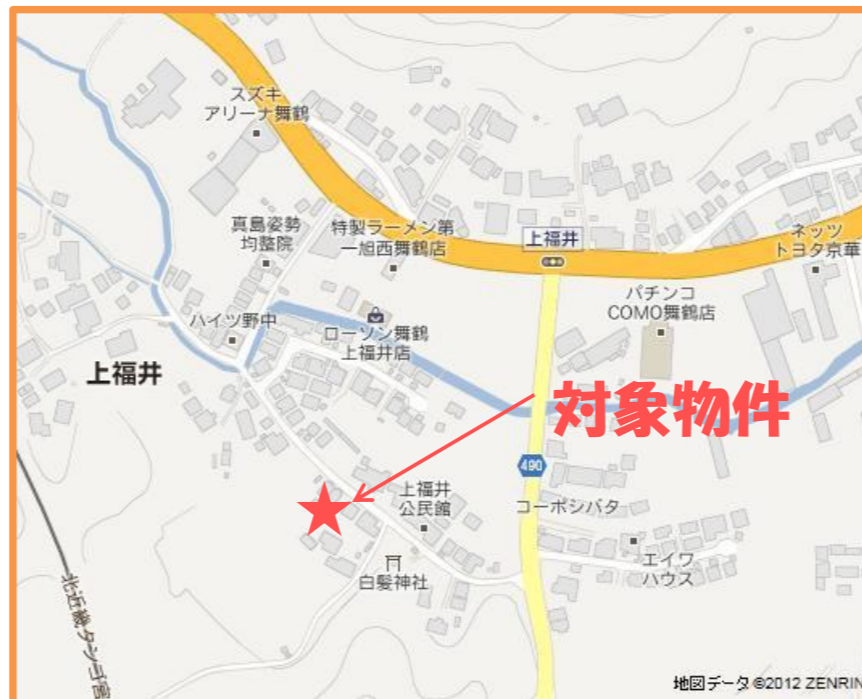 スズキ
アリーナ舞鶴
真島姿勢
均整院
特製ラーメン第
一旭西舞鶴店
上福井
ネッツ
トヨタ京華
パチンコ
COMO舞鶴店
ハイツ野中
ローソン舞鶴
上福井店
上福井
対象物件
490
上福井
公民館
コーポシバタ
エイワ
ハウス
白髪神社
北近畿タンゴ宮
地図データ ©2012 ZENRIN